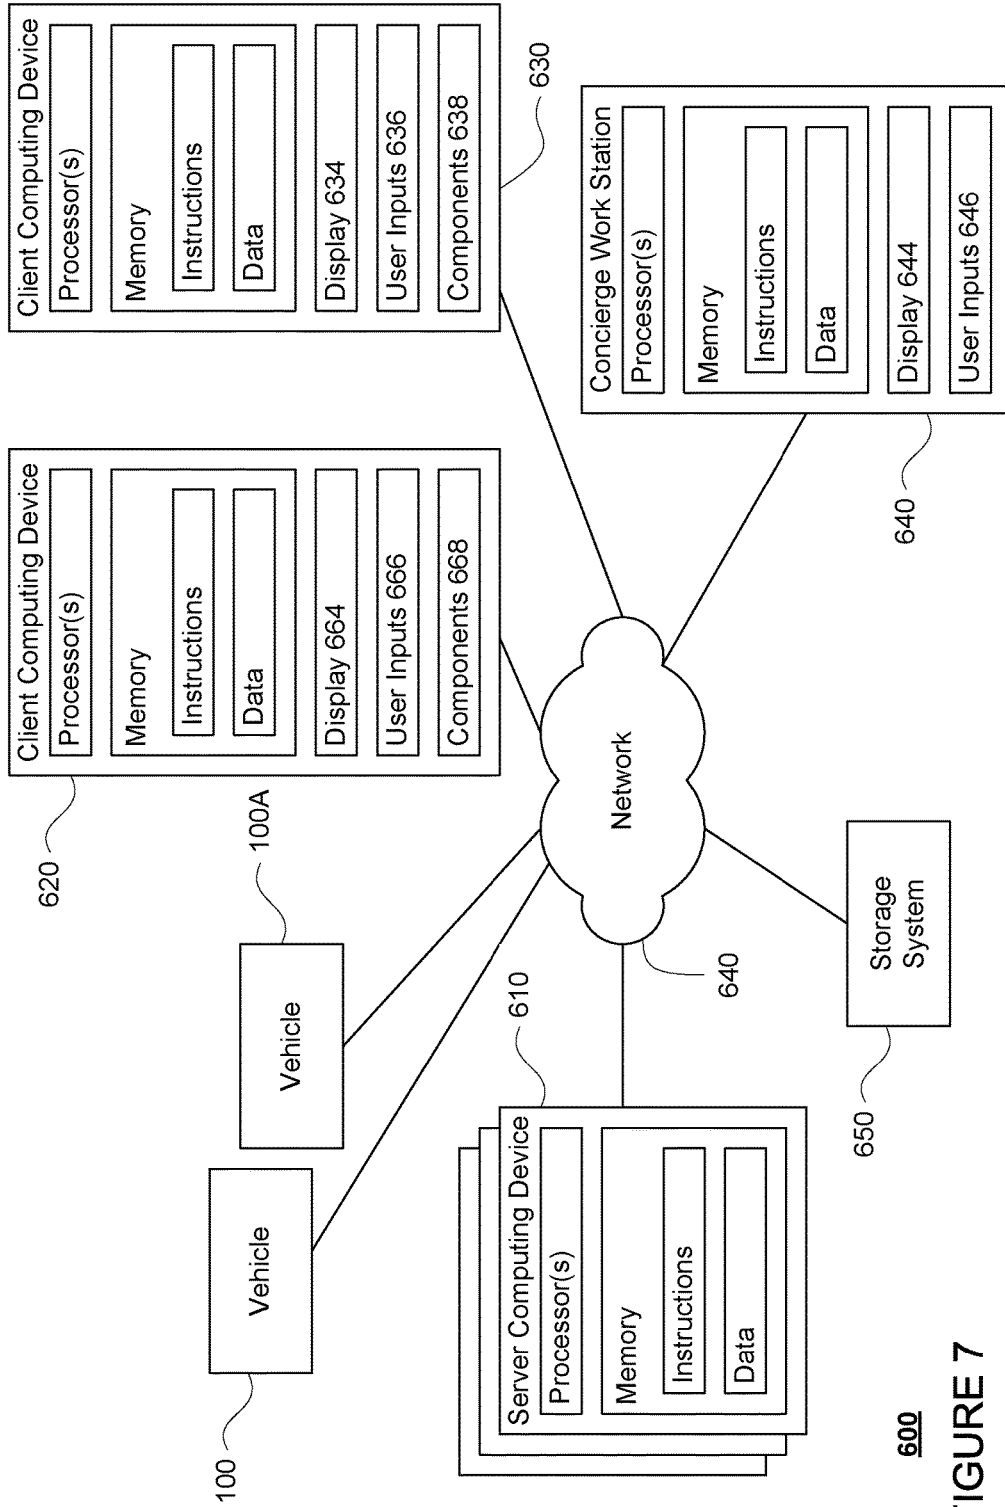 100
Vehicle
100A
Vehicle
620
Client Computing Device
Processor(s)
Memory
Instructions
Data
Display 664
User Inputs 666
Components 668
Client Computing Device
Processor(s)
Memory
Instructions
Data
Display 634
User Inputs 636
Components 638
630
610
Server Computing Device
Processor(s)
Memory
Instructions
Data
Network
640
Storage
System
650
Concierge Work Station
Processor(s)
Memory
Instructions
Data
Display 644
User Inputs 646
640
600
FIGURE 7